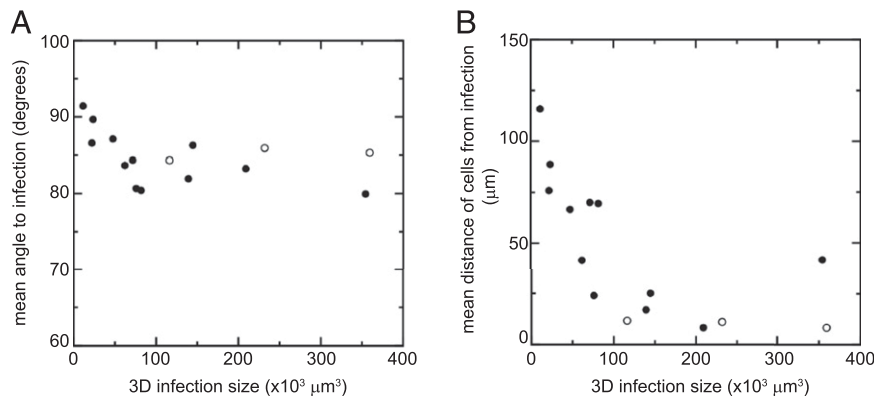 A
100
90
80
70
60
0
100
200
300
400
mean angle to infection (degrees)
3D infection size (x10³ μm³)
B
150
100
50
0
0
100
200
300
400
mean distance of cells from infection
(μm)
3D infection size (x10³ μm³)